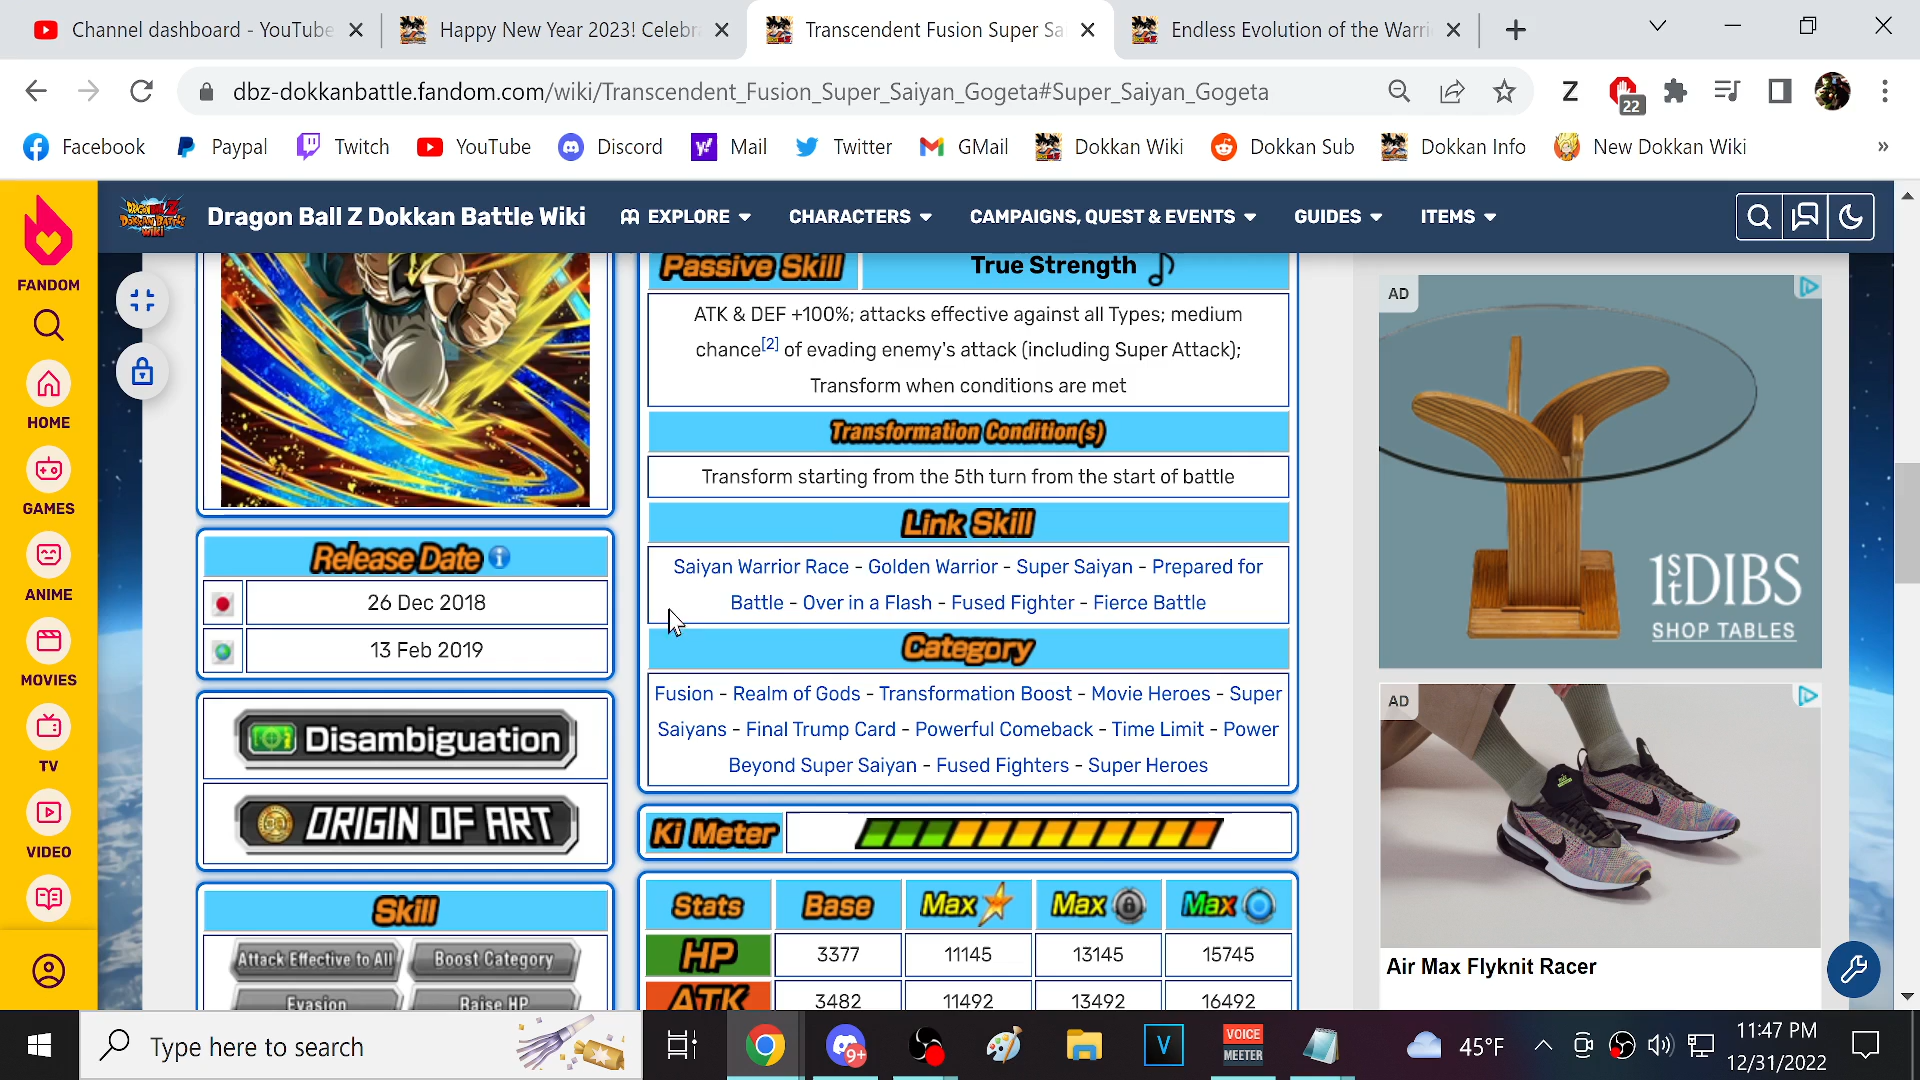 Channel dashboard - YouTube
Happy New Year 2023! Celebr
Transcendent Fusion Super Sa
Endless Evolution of the Warri
dbz-dokkanbattle.fandom.com/wiki/Transcendent_Fusion_Super_Saiyan_Gogeta#Super_Saiyan_Gogeta
Z
22
Facebook
Paypal
Twitch
YouTube
Discord
Mail
Twitter
GMail
Dokkan Wiki
Dokkan Sub
Dokkan Info
New Dokkan Wiki
»
Dragon Ball Z Dokkan Battle Wiki
EXPLORE
CHARACTERS
CAMPAIGNS, QUEST & EVENTS
GUIDES
ITEMS
FANDOM
HOME
GAMES
ANIME
MOVIES
TV
VIDEO
Passive Skill
True Strength
ATK & DEF +100%; attacks effective against all Types; medium
chance[2] of evading enemy's attack (including Super Attack);
Transform when conditions are met
Transformation Condition(s)
Transform starting from the 5th turn from the start of battle
Link Skill
Saiyan Warrior Race - Golden Warrior - Super Saiyan - Prepared for
Battle - Over in a Flash - Fused Fighter - Fierce Battle
Category
Fusion - Realm of Gods - Transformation Boost - Movie Heroes - Super
Saiyans - Final Trump Card - Powerful Comeback - Time Limit - Power
Beyond Super Saiyan - Fused Fighters - Super Heroes
Release Date
26 Dec 2018
13 Feb 2019
Disambiguation
ORIGIN OF ART
Skill
Attack Effective to All
Boost Category
Evasion
Raise HP
Ki Meter
Stats
Base
Max
Max
Max
HP
3377
11145
13145
15745
ATK
3482
11492
13492
16492
AD
1stDIBS
SHOP TABLES
AD
Air Max Flyknit Racer
Type here to search
9+
V
VOICE
MEETER
45°F
11:47 PM
12/31/2022